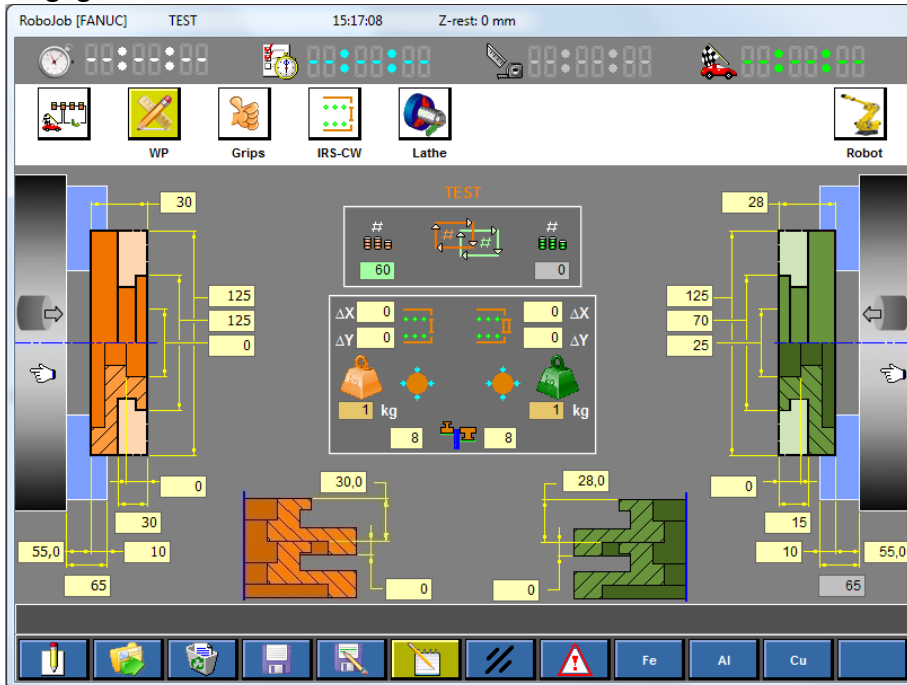 RoboJob [FANUC] TEST 15:17:08 Z-rest: 0 mm
WP Grips IRS-CW Lathe Robot
TEST
30 28
# # # #
60 0
125 125
125 70
0 25
ΔX 0 0 ΔX
ΔY 0 0 ΔY
1 kg 1 kg
8 8
0 30,0 28,0 0
30 15
55,0 10 10 55,0
65 0 0 65
Fe Al Cu